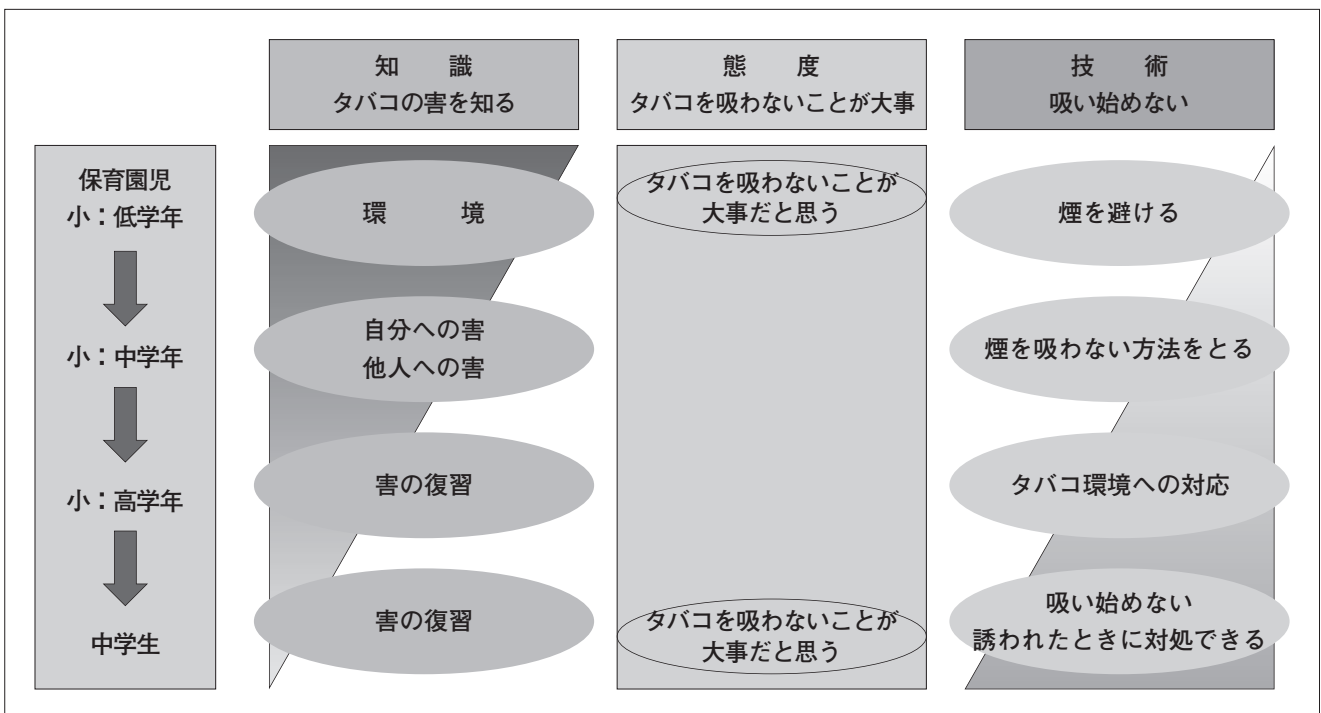 知　　識
タバコの害を知る
態　　度
タバコを吸わないことが大事
技　　術
吸い始めない
保育園児
小：低学年
小：中学年
小：高学年
中学生
環　　境
自分への害
他人への害
害の復習
害の復習
タバコを吸わないことが
大事だと思う
タバコを吸わないことが
大事だと思う
煙を避ける
煙を吸わない方法をとる
タバコ環境への対応
吸い始めない
誘われたときに対処できる